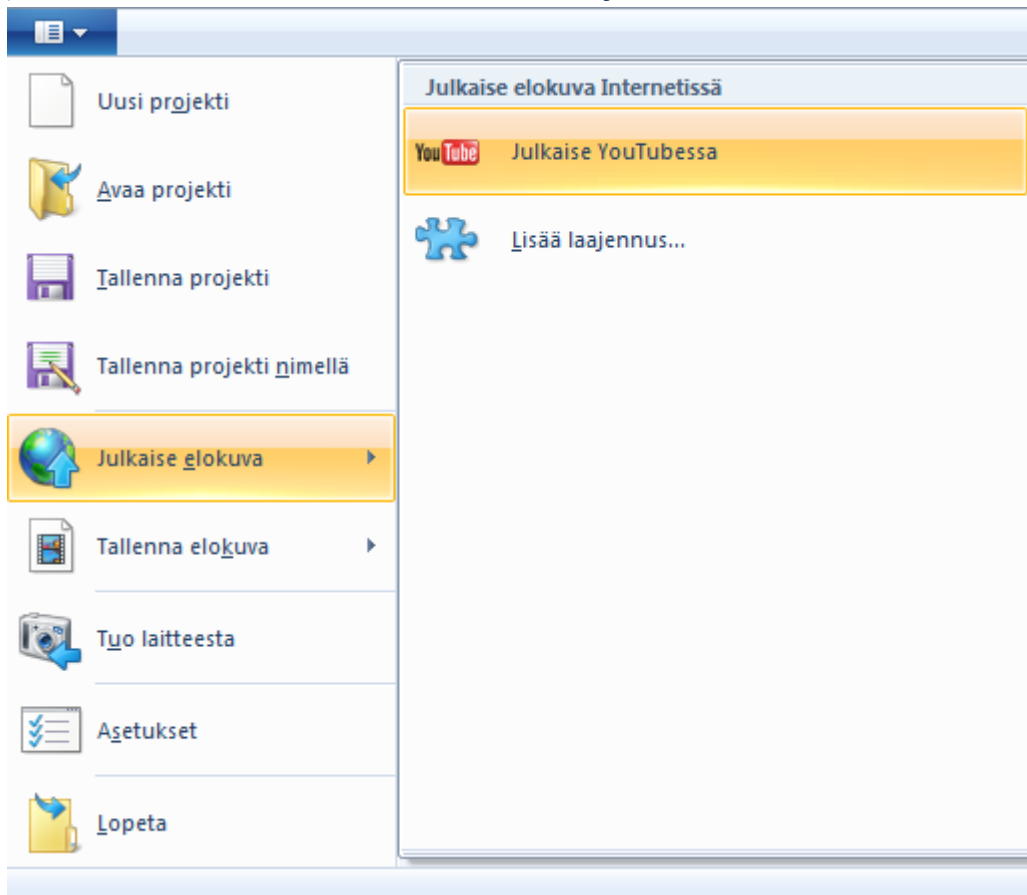 Uusi projekti
Avaa projekti
Tallenna projekti
Tallenna projekti nimellä
Julkaise elokuva
Tallenna elokuva
Tuo laitteesta
Asetukset
Lopeta
Julkaise elokuva Internetissä
YouTube Julkaise YouTubessa
Lisää laajennus...